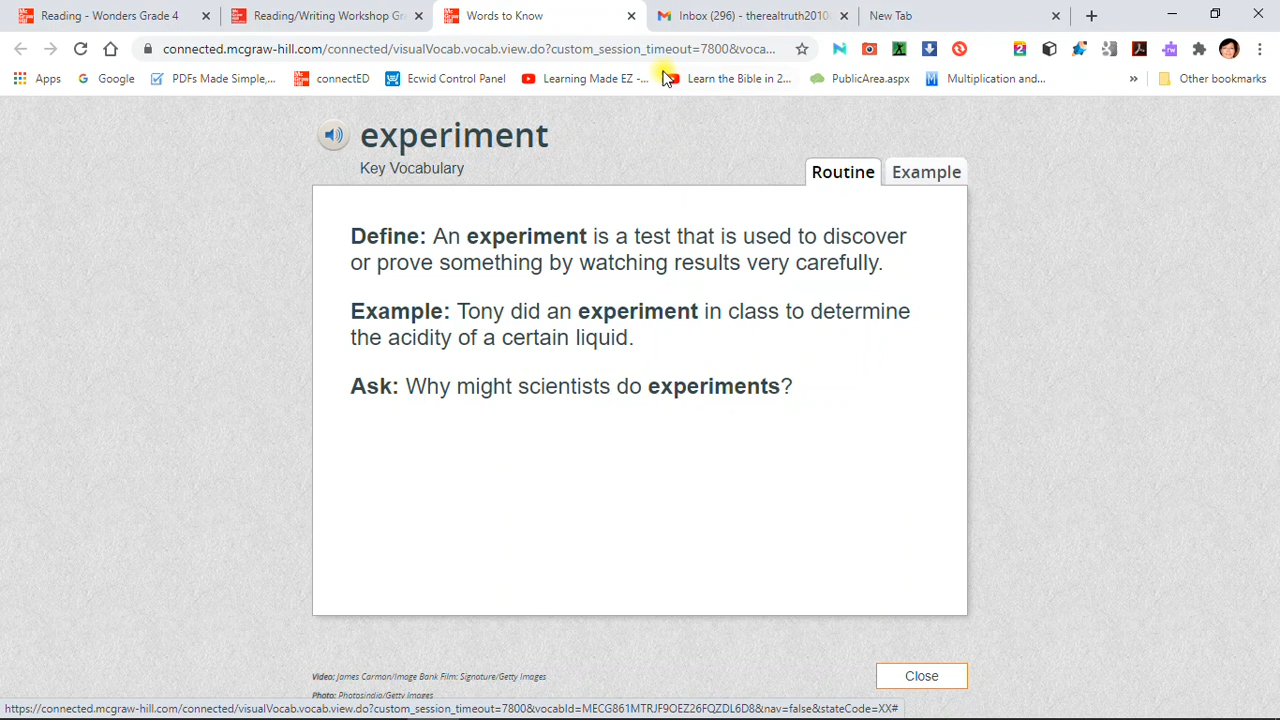 Reading - Wonders Grade 4
Reading/Writing Workshop Gr
Words to Know
Inbox (296) - therealtruth2010
New Tab
connected.mcgraw-hill.com/connected/visualVocab.vocab.view.do?custom_session_timeout=7800&voca...
Apps
Google
PDFs Made Simple,...
connectED
Ecwid Control Panel
Learning Made EZ -...
Learn the Bible in 2...
PublicArea.aspx
Multiplication and...
»
Other bookmarks
experiment
Key Vocabulary
Routine
Example
Define: An experiment is a test that is used to discover
or prove something by watching results very carefully.
Example: Tony did an experiment in class to determine
the acidity of a certain liquid.
Ask: Why might scientists do experiments?
Video: James Carman/Image Bank Film: Signature/Getty Images
Close
Photo: Photosindia/Getty Images
https://connected.mcgraw-hill.com/connected/visualVocab.vocab.view.do?custom_session_timeout=7800&vocabId=MECG861MTRJF9OEZ26FQZDL6D8&nav=false&stateCode=XX#